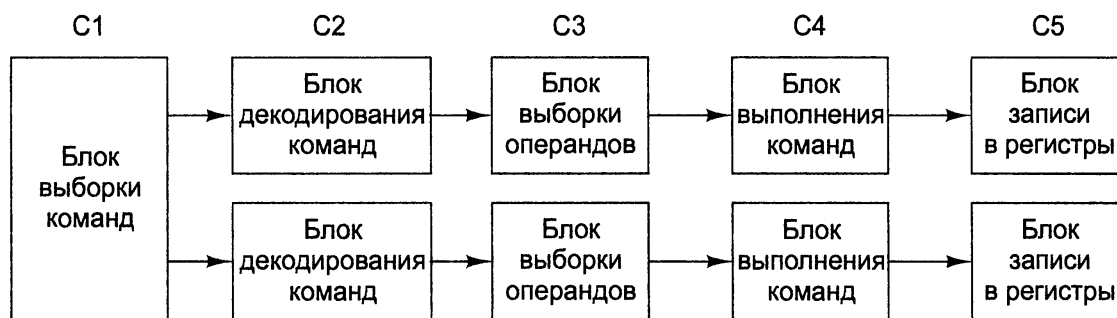 С1
С2
С3
С4
С5
Блок
выборки
команд
Блок
декодирования
команд
Блок
выборки
операндов
Блок
выполнения
команд
Блок
записи
в регистры
Блок
декодирования
команд
Блок
выборки
операндов
Блок
выполнения
команд
Блок
записи
в регистры